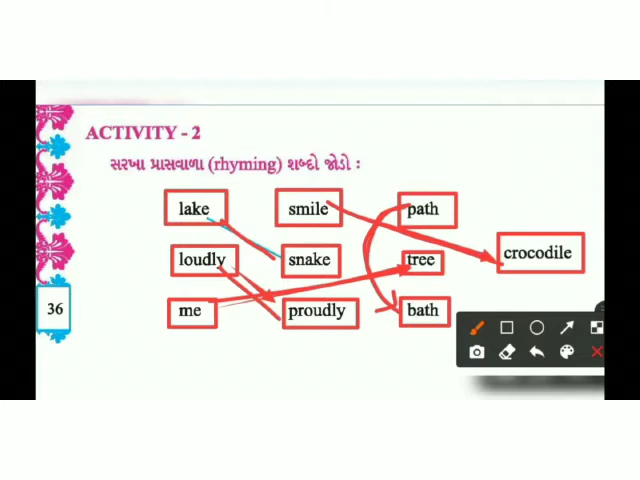 ACTIVITY - 2
સરખા પ્રાસવાળા (rhyming) શબ્દો જોડો :
lake smile path
loudly snake tree crocodile
36 me proudly bath